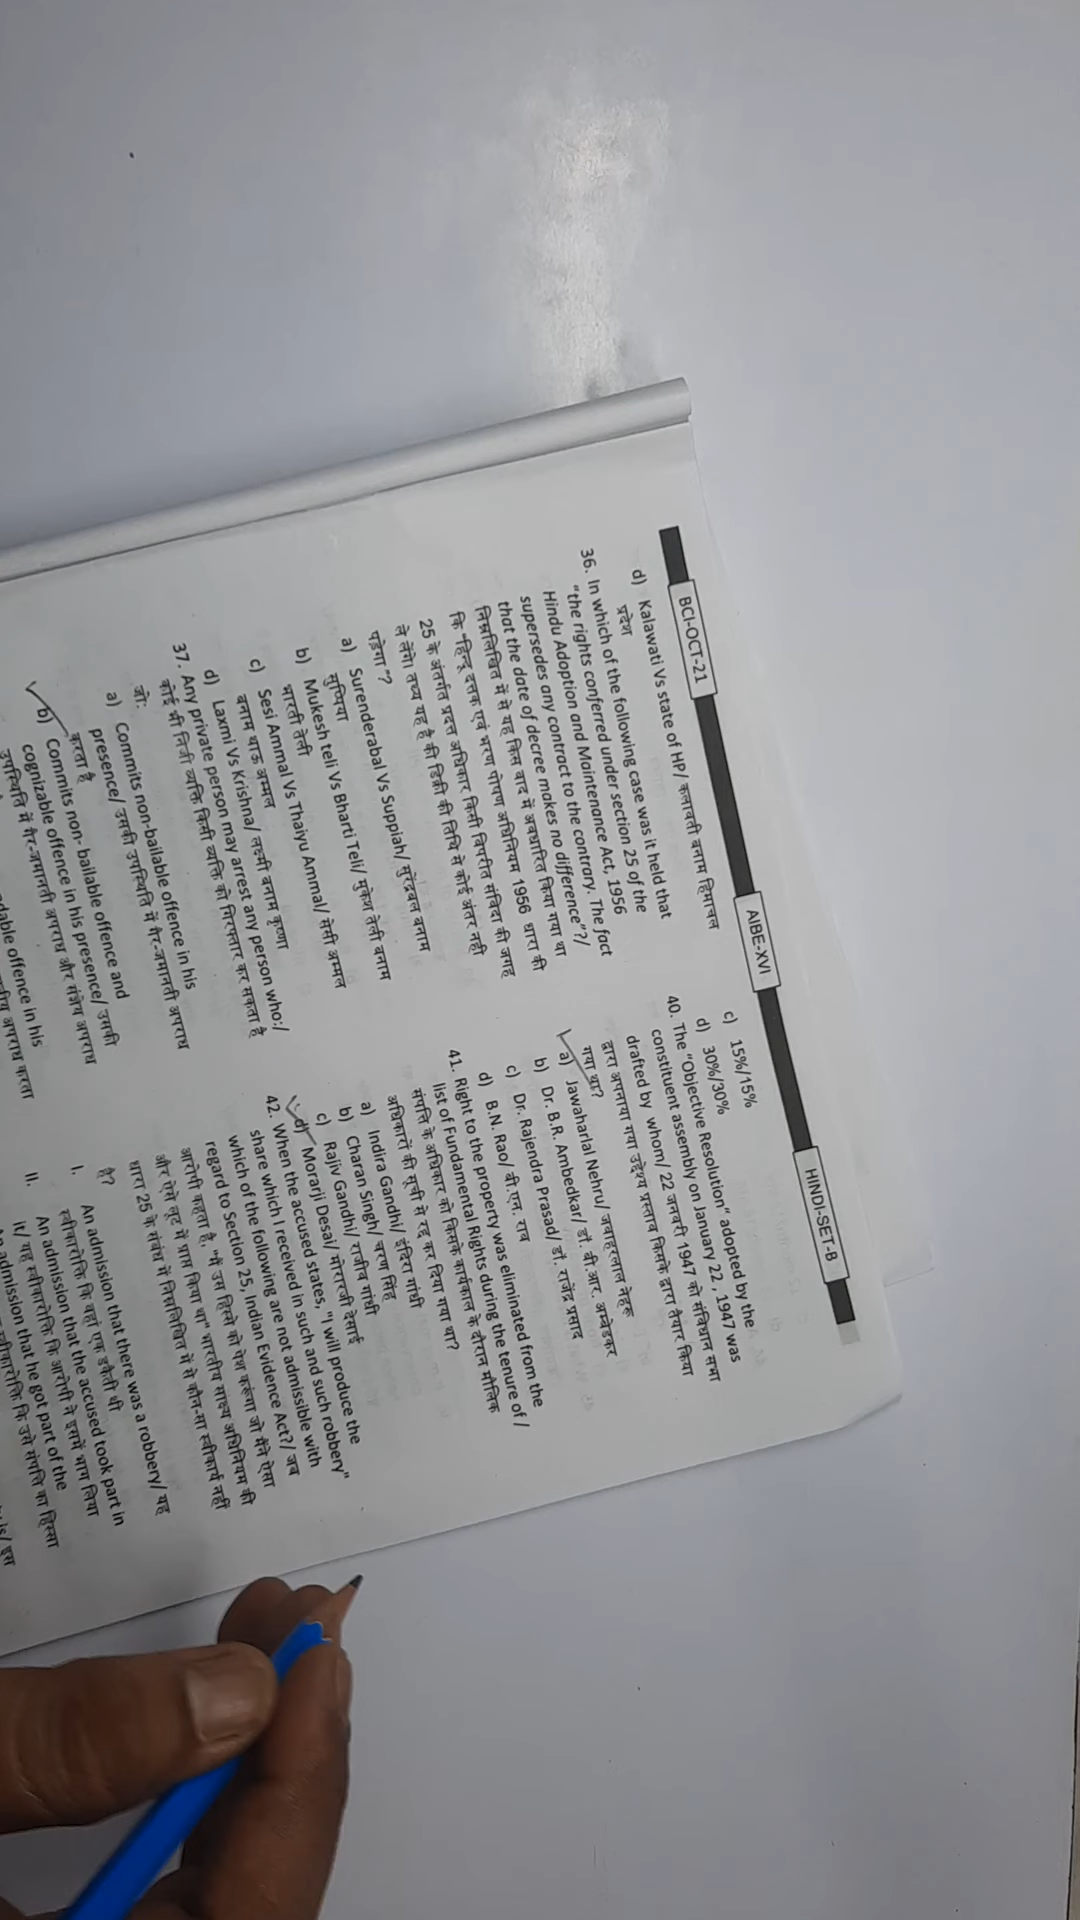 BCI-OCT-21
AIBE-XVI
HINDI-SET-B
d) Kalawati Vs state of HP/ कलावती बनाम हिमाचल
प्रदेश
36. In which of the following case was it held that
"the rights conferred under section 25 of the
Hindu Adoption and Maintenance Act, 1956
supersedes any contract to the contrary. The fact
that the date of decree makes no difference"?/
निम्नलिखित में से यह किस वाद में अवधारित किया गया था
कि "हिन्दू दत्तक एवं भरण पोषण अधिनियम 1956 धारा की
25 के अंतर्गत प्रदत्त अधिकार किसी विपरीत संविदा की जगह
ले लेंगे। तथ्य यह है की डिक्री की तिथि से कोई अंतर नहीं
पड़ेगा "?
a) Surenderabal Vs Suppiah/ सुरेंद्रबल बनाम
सुप्पिया
b) Mukesh teli Vs Bharti Teli/ मुकेश तेली बनाम
भारती तेली
c) Sesi Ammal Vs Thaiyu Ammal/ सेसी अम्मल
बनाम थाऊ अम्मल
d) Laxmi Vs Krishna/ लक्ष्मी बनाम कृष्णा
37. Any private person may arrest any person who:/
कोई भी निजी व्यक्ति किसी व्यक्ति को गिरफ्तार कर सकता है
जो:
a) Commits non-bailable offence in his
presence/ उसकी उपस्थिति में गैर-जमानती अपराध
करता है
b) Commits non- bailable offence and
cognizable offence in his presence/ उसकी
उपस्थिति में गैर-जमानती अपराध और संज्ञेय अपराध
offence in his
अपराध करता
c) 15%/15%
d) 30%/30%
40. The "Objective Resolution" adopted by the
constituent assembly on January 22, 1947 was
drafted by whom/ 22 जनवरी 1947 को संविधान सभा
द्वारा अपनाया गया उद्देश्य प्रस्ताव किसके द्वारा तैयार किया
गया था?
a) Jawaharlal Nehru/ जवाहरलाल नेहरू
b) Dr. B.R. Ambedkar/ डॉ. बी.आर. अम्बेडकर
c) Dr. Rajendra Prasad/ डॉ. राजेंद्र प्रसाद
d) B.N. Rao/ बी.एन. राव
41. Right to the property was eliminated from the
list of Fundamental Rights during the tenure of /
संपत्ति के अधिकार को किसके कार्यकाल के दौरान मौलिक
अधिकारों की सूची से रद्द कर दिया गया था?
a) Indira Gandhi/ इंदिरा गांधी
b) Charan Singh/ चरण सिंह
c) Rajiv Gandhi/ राजीव गांधी
d) Morarji Desai/ मोरारजी देसाई
42. When the accused states, "I will produce the
share which I received in such and such robbery"
which of the following are not admissible with
regard to Section 25, Indian Evidence Act?/ जब
आरोपी कहता है, "मैं उस हिस्से को पेश करूंगा जो मैंने ऐसा
और ऐसे लूट में प्राप्त किया था" भारतीय साक्ष्य अधिनियम की
धारा 25 के संबंध में निम्नलिखित में से कौन-सा स्वीकार्य नहीं
है?
I. An admission that there was a robbery/ यह
स्वीकारोक्ति कि वहां एक डकैती थी
II. An admission that the accused took part in
it/ यह स्वीकारोक्ति कि आरोपी ने इसमें भाग लिया
admission that he got part of the
स्वीकारोक्ति कि उसे संपत्ति का हिस्सा
is/ इस